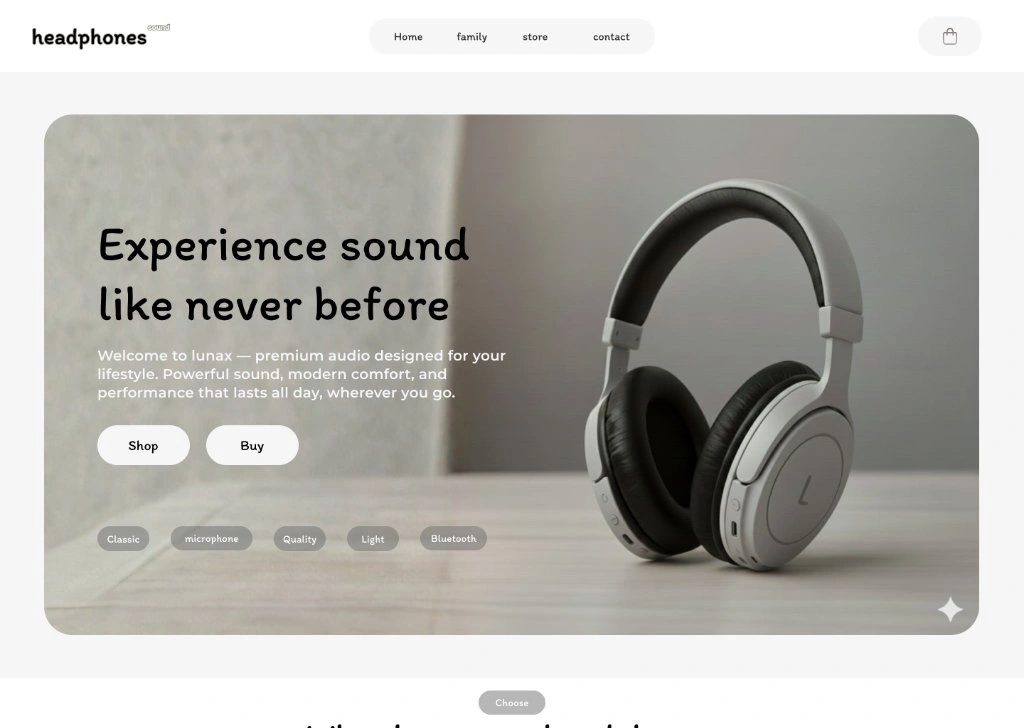 headphones sound
Home family store contact
Experience sound
like never before
Welcome to lunax — premium audio designed for your
lifestyle. Powerful sound, modern comfort, and
performance that lasts all day, wherever you go.
Shop Buy
Classic microphone Quality Light Bluetooth
L
Choose